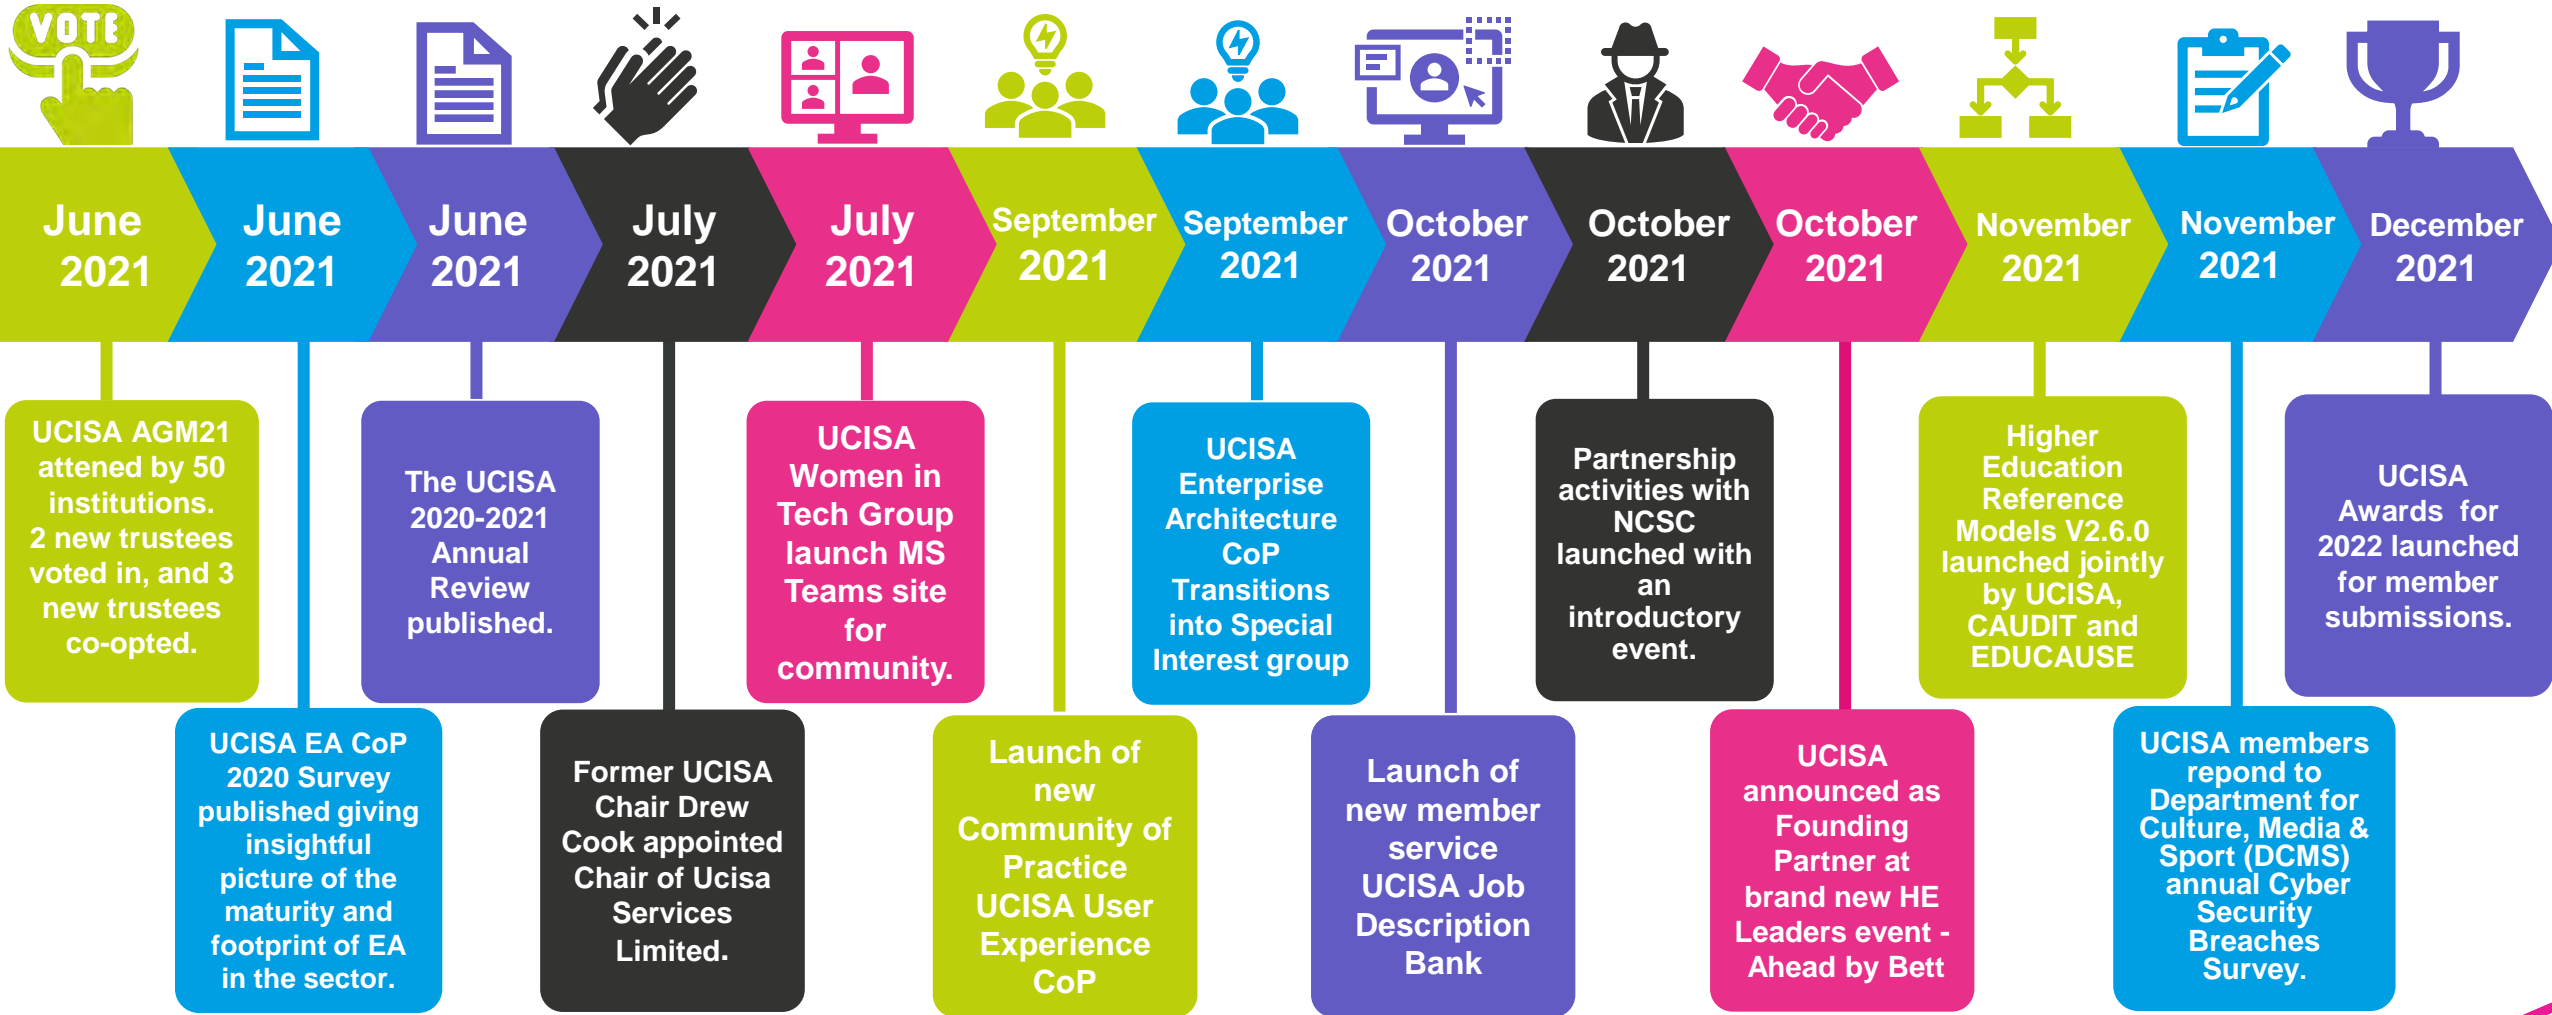 VOTE
June
2021
June
2021
June
2021
July
2021
July
2021
September
2021
September
2021
October
2021
October
2021
October
2021
November
2021
November
2021
December
2021
UCISA AGM21
attened by 50
institutions.
2 new trustees
voted in, and 3
new trustees
co-opted.
UCISA EA CoP
2020 Survey
published giving
insightful
picture of the
maturity and
footprint of EA
in the sector.
The UCISA
2020-2021
Annual
Review
published.
Former UCISA
Chair Drew
Cook appointed
Chair of Ucisa
Services
Limited.
UCISA
Women in
Tech Group
launch MS
Teams site
for
community.
Launch of
new
Community of
Practice
UCISA User
Experience
CoP
UCISA
Enterprise
Architecture
CoP
Transitions
into Special
Interest group
Launch of
new member
service
UCISA Job
Description
Bank
Partnership
activities with
NCSC
launched with
an
introductory
event.
UCISA
announced as
Founding
Partner at
brand new HE
Leaders event -
Ahead by Bett
Higher
Education
Reference
Models V2.6.0
launched jointly
by UCISA,
CAUDIT and
EDUCAUSE
UCISA members
repond to
Department for
Culture, Media &
Sport (DCMS)
annual Cyber
Security
Breaches
Survey.
UCISA
Awards for
2022 launched
for member
submissions.